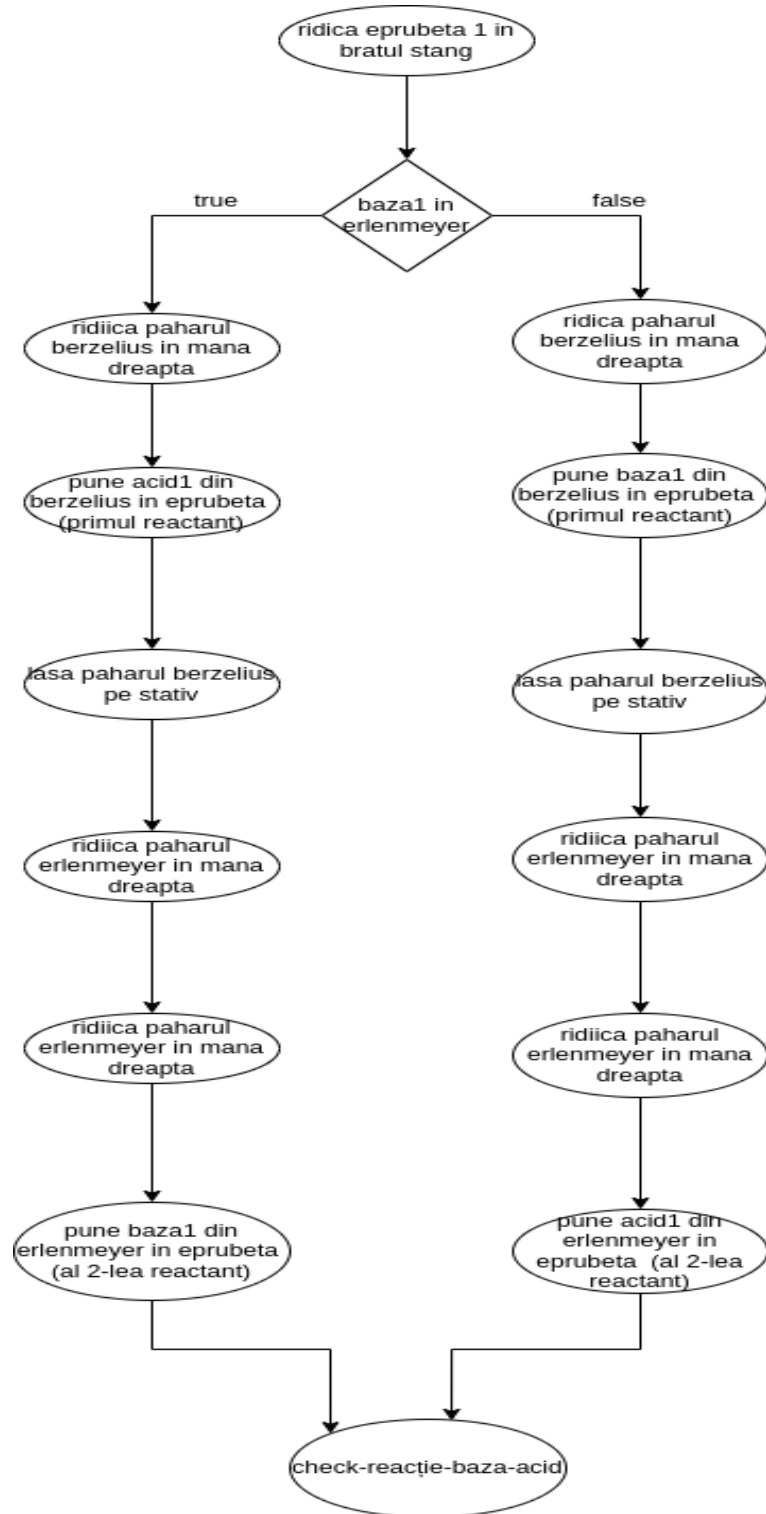 ridica eprubeta 1 in
bratul stang
baza1 in
erlenmeyer
true
false
ridiica paharul
berzelius in mana
dreapta
pune acid1 din
berzelius in eprubeta
(primul reactant)
lasa paharul berzelius
pe stativ
ridiica paharul
erlenmeyer in mana
dreapta
ridiica paharul
erlenmeyer in mana
dreapta
pune baza1 din
erlenmeyer in eprubeta
(al 2-lea reactant)
ridica paharul
berzelius in mana
dreapta
pune baza1 din
berzelius in eprubeta
(primul reactant)
lasa paharul berzelius
pe stativ
ridiica paharul
erlenmeyer in mana
dreapta
ridiica paharul
erlenmeyer in mana
dreapta
pune acid1 din
erlenmeyer in
eprubeta (al 2-lea
reactant)
check-reacție-baza-acid